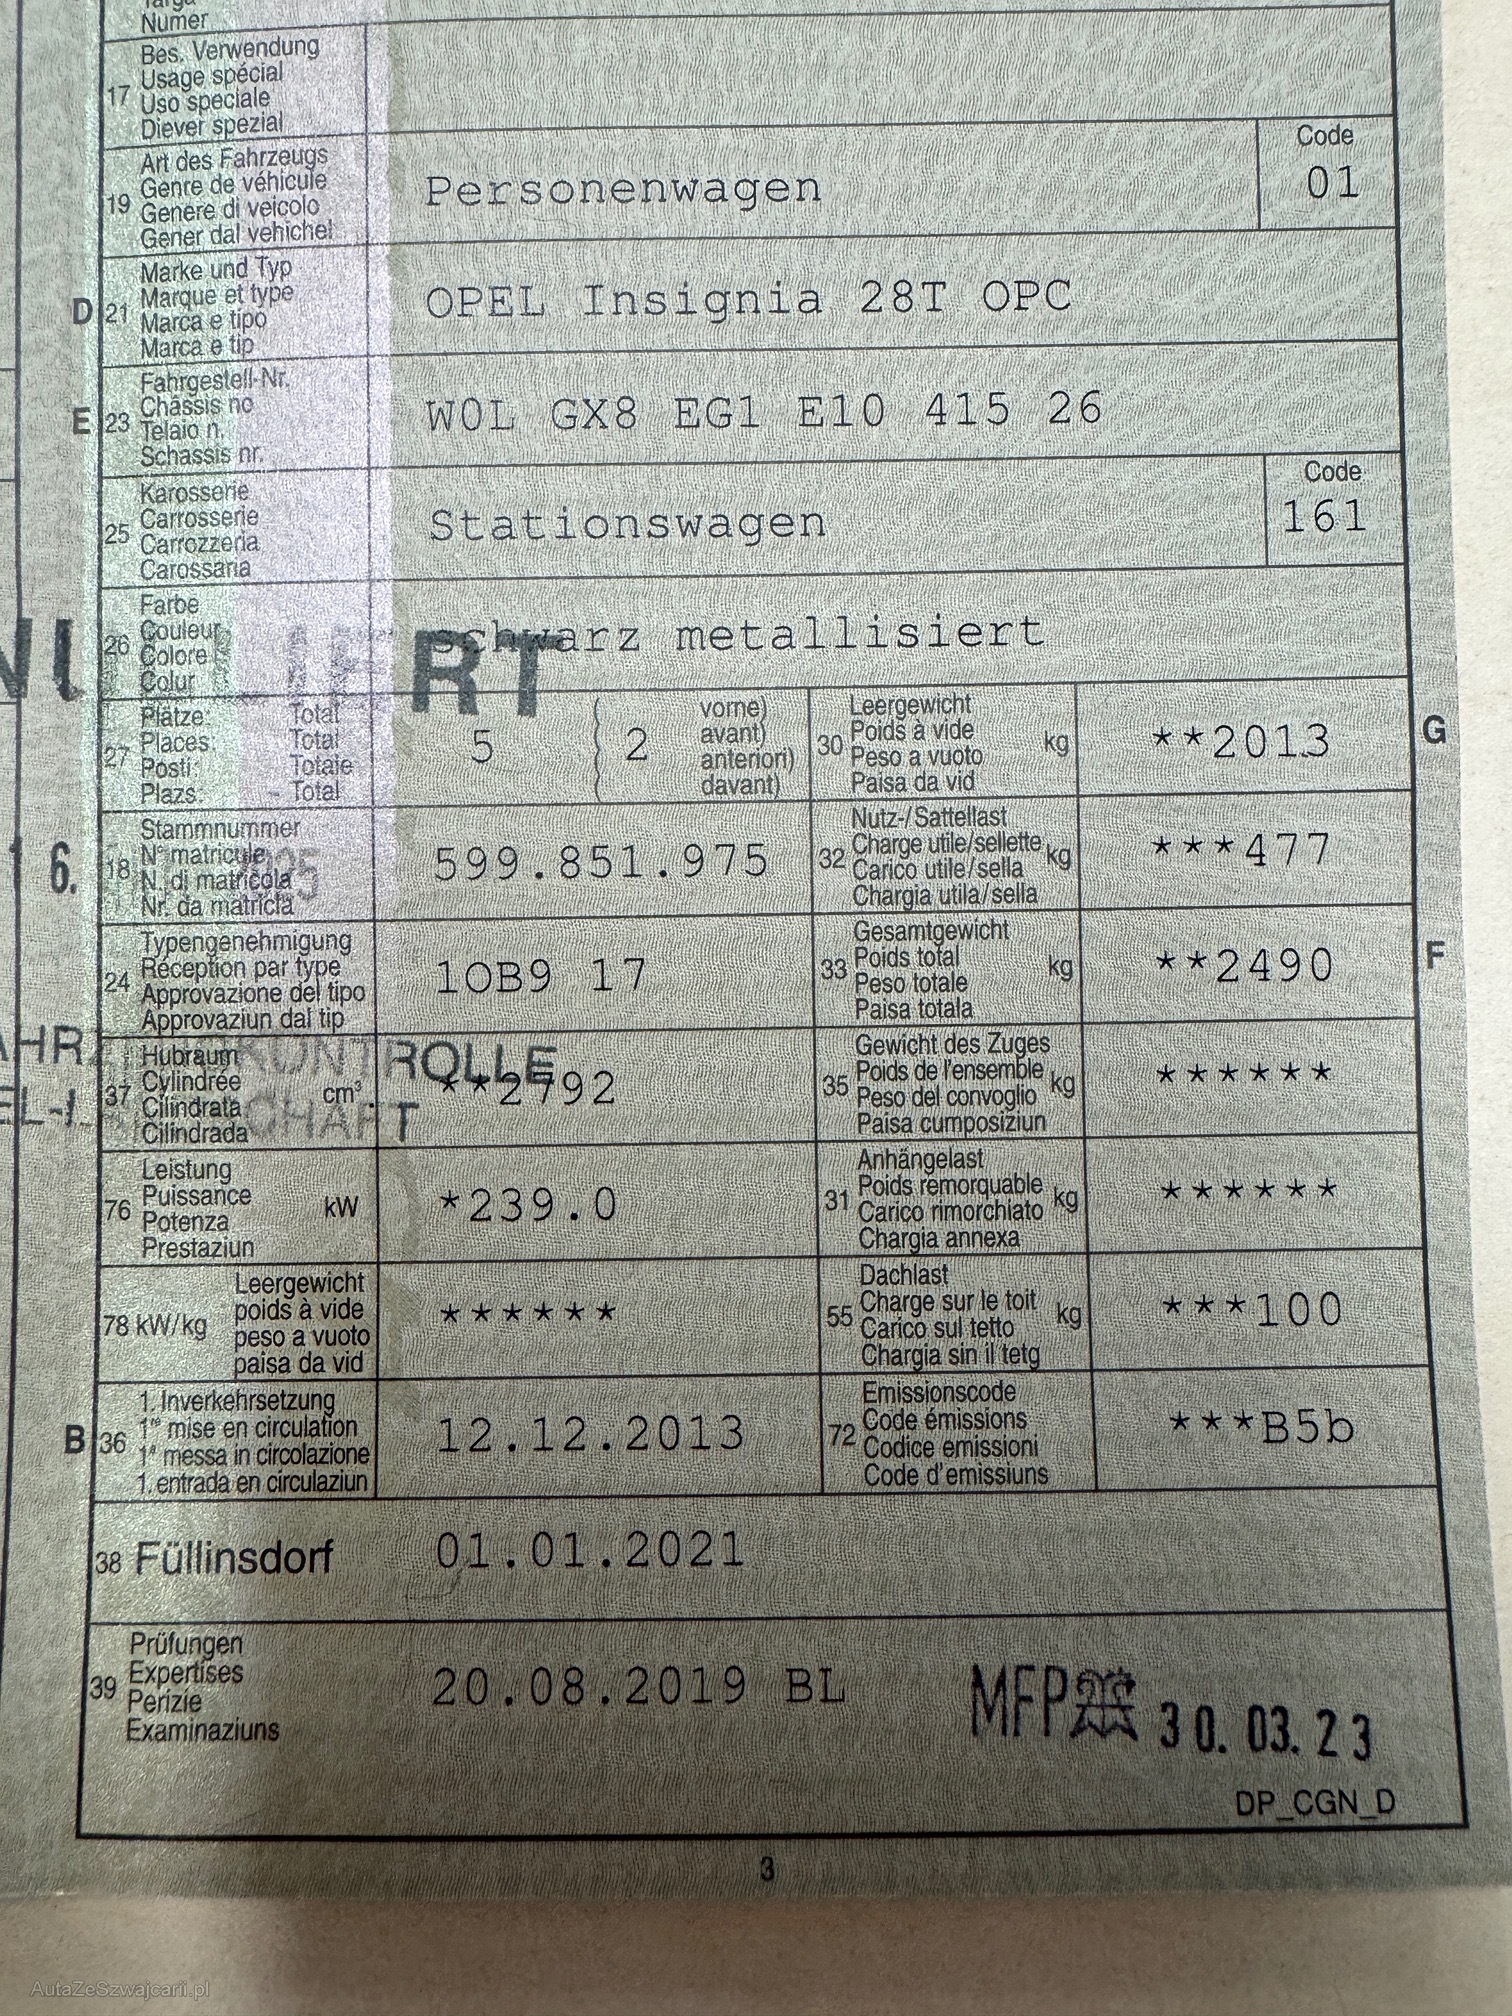 Targa
Numer
17 Bes. Verwendung
Usage spécial
Uso speciale
Diever spezial
19 Art des Fahrzeugs
Genre de véhicule
Genere di veicolo
Gener dal vehichel
Personenwagen
Code
01
D 21 Marke und Typ
Marque et type
Marca e tipo
Marca e tip
OPEL Insignia 28T OPC
E 23 Fahrgestell-Nr.
Châssis no
Telaio n.
Schassis nr.
W0L GX8 EG1 E10 415 26
25 Karosserie
Carrosserie
Carrozzeria
Carossaria
Stationswagen
Code
161
26 Farbe
Couleur
Colore
Colur
schwarz metallisiert
27 Plätze: Total
Places: Total
Posti: Totale
Plazs: - Total
5 2
vorne)
avant)
anteriori)
davant)
30 Leergewicht
Poids à vide
Peso a vuoto
Paisa da vid
kg
**2013
G
18 Stammnummer
N° matricule
N. di matricola
Nr. da matricla
599.851.975
32 Nutz-/Sattellast
Charge utile/sellette
Carico utile/sella
Chargia utila/sella
kg
***477
16.
24 Typengenehmigung
Réception par type
Approvazione del tipo
Approvaziun dal tip
1OB9 17
33 Gesamtgewicht
Poids total
Peso totale
Paisa totala
kg
**2490
F
37 Hubraum
Cylindrée
Cilindrata
Cilindrada
cm³
**2792
35 Gewicht des Zuges
Poids de l'ensemble
Peso del convoglio
Paisa cumposiziun
kg
******
76 Leistung
Puissance
Potenza
Prestaziun
kW
*239.0
31 Anhängelast
Poids remorquable
Carico rimorchiato
Chargia annexa
kg
******
78 kW/kg
Leergewicht
poids à vide
peso a vuoto
paisa da vid
******
55 Dachlast
Charge sur le toit
Carico sul tetto
Chargia sin il tetg
kg
***100
B 36 1. Inverkehrsetzung
1re mise en circulation
1a messa in circolazione
1. entrada en circulaziun
12.12.2013
72 Emissionscode
Code émissions
Codice emissioni
Code d'emissiuns
***B5b
38 Füllinsdorf 01.01.2021
39 Prüfungen
Expertises
Perizie
Examinaziuns
20.08.2019 BL
MFP 30.03.23
DP_CGN_D
3
AutaZeSzwajcarii.pl